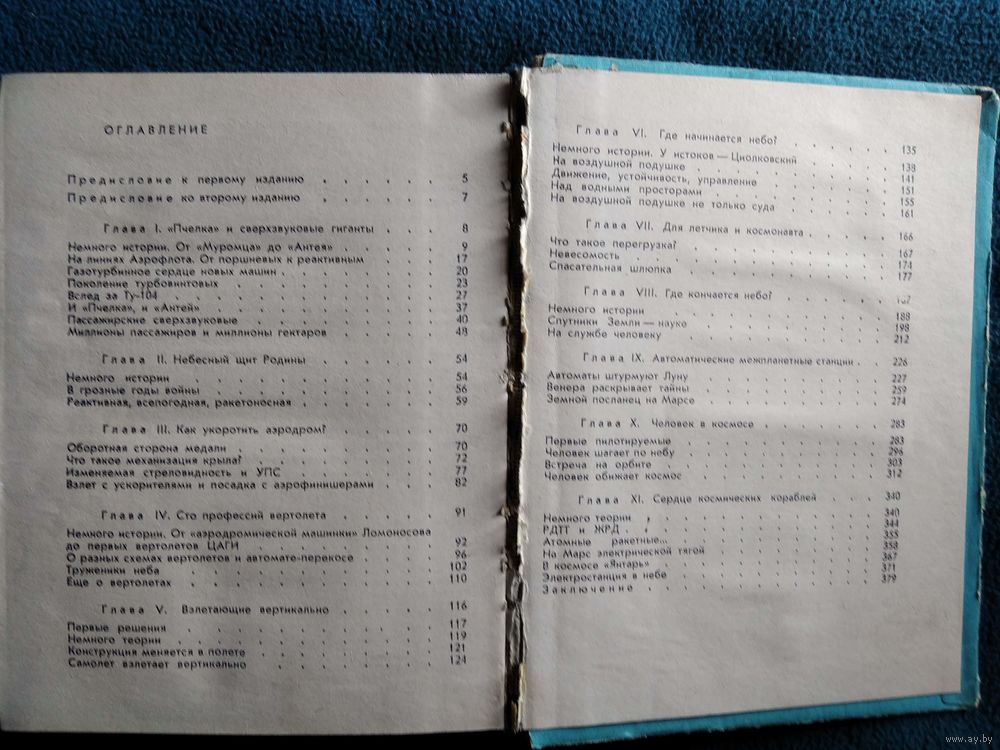 ОГЛАВЛЕНИЕ
Предисловие к первому изданию . . . . . . . 5
Предисловие ко второму изданию . . . . . . . 7
Глава I. «Пчелка» и сверхзвуковые гиганты . . . . 8
Немного истории. От «Муромца» до «Антея» . . . . 9
На линиях Аэрофлота. От поршневых к реактивным . . . 17
Газотурбинное сердце новых машин . . . . . . . 20
Поколение турбовинтовых . . . . . . . . 23
Вслед за Ту-104 . . . . . . . . . 27
И «Пчелка», и «Антей» . . . . . . . . 37
Пассажирские сверхзвуковые . . . . . . . 40
Миллионы пассажиров и миллионы гектаров . . . . 48
Глава II. Небесный щит Родины . . . . . . 54
Немного истории . . . . . . . . . 54
В грозные годы войны . . . . . . . . 56
Реактивная, всепогодная, ракетоносная . . . . . 59
Глава III. Как укоротить аэродром? . . . . . 70
Оборотная сторона медали . . . . . . . 70
Что такое механизация крыла? . . . . . . . 72
Изменяемая стреловидность и УПС . . . . . . 77
Взлет с ускорителями и посадка с аэрофинишерами . . . 82
Глава IV. Сто профессий вертолета . . . . . 91
Немного истории. От «аэродромической машинки» Ломоносова
до первых вертолетов ЦАГИ . . . . . . . 92
О разных схемах вертолетов и автомате-перекосе . . . 96
Труженики неба . . . . . . . . . 102
Еще о вертолетах . . . . . . . . . 110
Глава V. Взлетающие вертикально . . . . . 116
Первые решения . . . . . . . . . 117
Немного теории . . . . . . . . . 119
Конструкция меняется в полете . . . . . . . 121
Самолет взлетает вертикально . . . . . . . 124
Глава VI. Где начинается небо? . . . . . . 135
Немного истории. У истоков — Циолковский . . . . 138
На воздушной подушке . . . . . . . . 141
Движение, устойчивость, управление . . . . . . 151
Над водными просторами . . . . . . . . 155
На воздушной подушке не только суда . . . . . 161
Глава VII. Для летчика и космонавта . . . . . 166
Что такое перегрузка? . . . . . . . . 167
Невесомость . . . . . . . . . . 174
Спасательная шлюпка . . . . . . . . 177
Глава VIII. Где кончается небо? . . . . . .
Немного истории . . . . . . . . . 188
Спутники Земли — науке . . . . . . . . 198
На службе человеку . . . . . . . . 212
Глава IX. Автоматические межпланетные станции . . . 226
Автоматы штурмуют Луну . . . . . . . . 227
Венера раскрывает тайны . . . . . . . . 259
Земной посланец на Марсе . . . . . . . 274
Глава X. Человек в космосе . . . . . . . 283
Первые пилотируемые . . . . . . . . 283
Человек шагает по небу . . . . . . . . 296
Встреча на орбите . . . . . . . . . 303
Человек обживает космос . . . . . . . . 312
Глава XI. Сердце космических кораблей . . . . 340
Немного теории . . . . . . . . . 340
РДТТ и ЖРД . . . . . . . . . . 344
Атомные ракетные... . . . . . . . . . 355
На Марс электрической тягой . . . . . . . 358
В космосе «Янтарь» . . . . . . . . . 367
Электростанция в небе . . . . . . . . 371
Заключение . . . . . . . . . . 379
www.ay.by